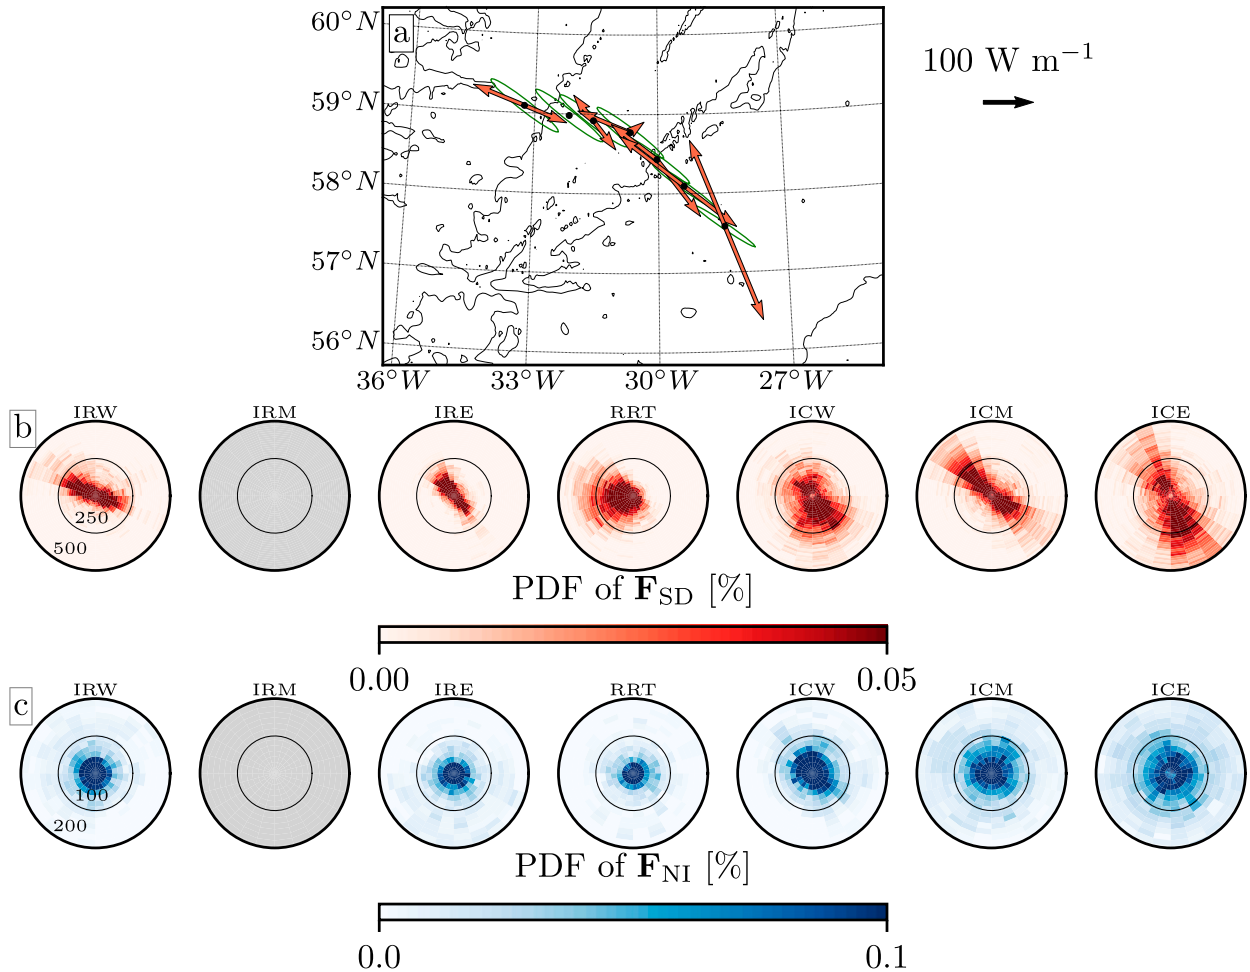 a
60°N
59°N
58°N
57°N
56°N
36°W 33°W 30°W 27°W
100 W m⁻¹
b
IRW IRM IRE RRT ICW ICM ICE
250
500
PDF of F_SD [%]
0.00 0.05
c
IRW IRM IRE RRT ICW ICM ICE
100
200
PDF of F_NI [%]
0.0 0.1